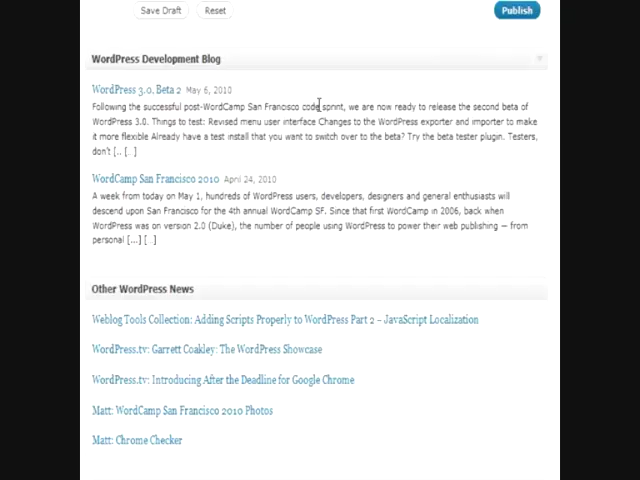 Save Draft Reset Publish
WordPress Development Blog
WordPress 3.0, Beta 2 May 6, 2010
Following the successful post-WordCamp San Francisco code sprint, we are now ready to release the second beta of
WordPress 3.0. Things to test: Revised menu user interface Changes to the WordPress exporter and importer to make
it more flexible Already have a test install that you want to switch over to the beta? Try the beta tester plugin. Testers,
don't [.. [...]
WordCamp San Francisco 2010 April 24, 2010
A week from today on May 1, hundreds of WordPress users, developers, designers and general enthusiasts will
descend upon San Francisco for the 4th annual WordCamp SF. Since that first WordCamp in 2006, back when
WordPress was on version 2.0 (Duke), the number of people using WordPress to power their web publishing — from
personal [...] [...]
Other WordPress News
Weblog Tools Collection: Adding Scripts Properly to WordPress Part 2 – JavaScript Localization
WordPress.tv: Garrett Coakley: The WordPress Showcase
WordPress.tv: Introducing After the Deadline for Google Chrome
Matt: WordCamp San Francisco 2010 Photos
Matt: Chrome Checker